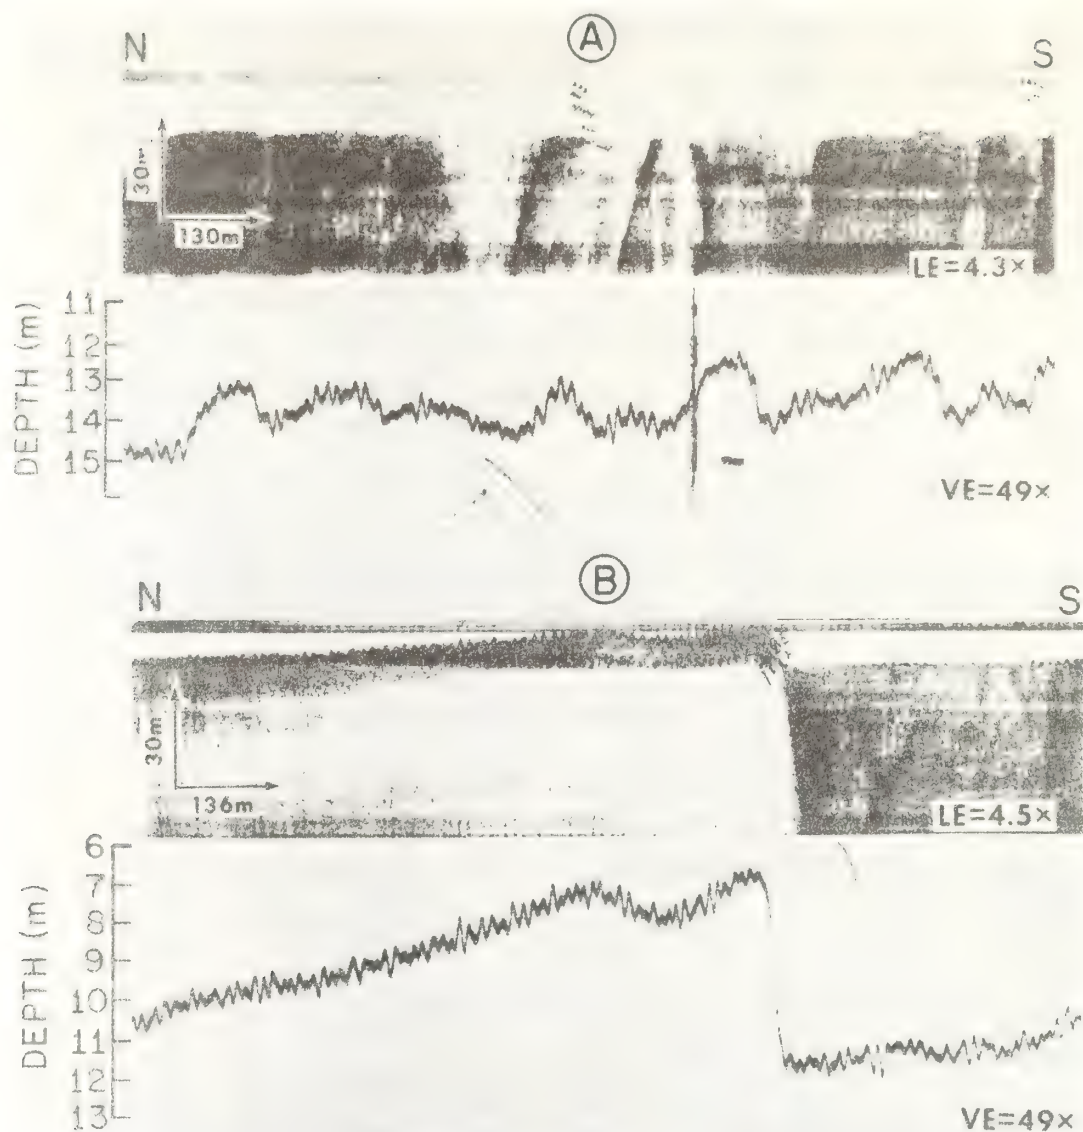 A
N S
30m
130m
LE=4.3×
DEPTH (m)
11
12
13
14
15
VE=49×
B
N S
30m
136m
LE=4.5×
DEPTH (m)
6
7
8
9
10
11
12
13
VE=49×